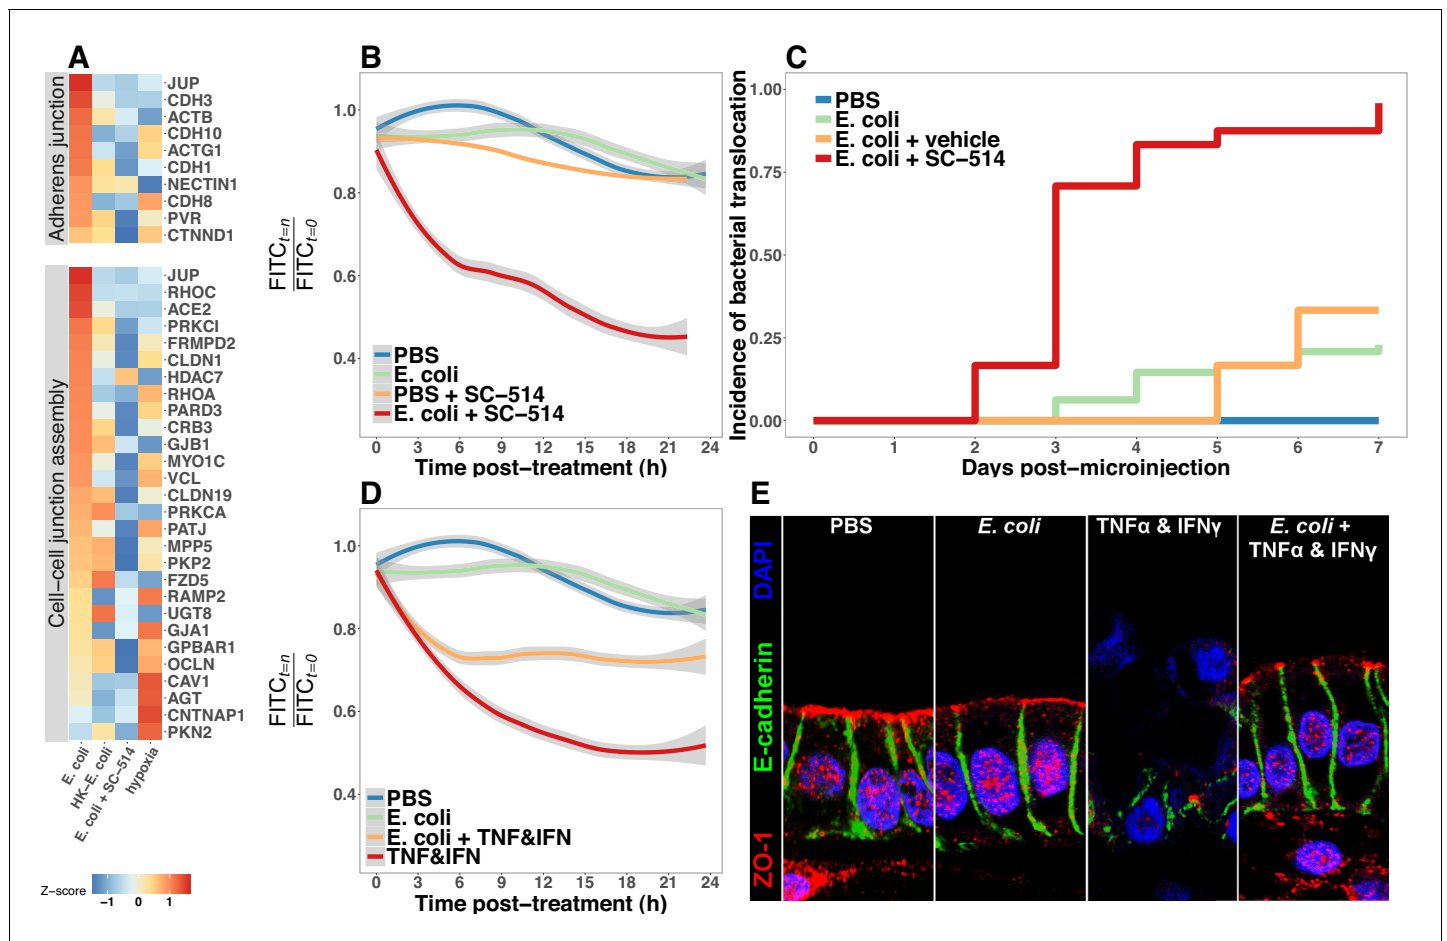 A
Adherens junction
JUP
CDH3
ACTB
CDH10
ACTG1
CDH1
NECTIN1
CDH8
PVR
CTNND1
Cell−cell junction assembly
JUP
RHOC
ACE2
PRKCI
FRMPD2
CLDN1
HDAC7
RHOA
PARD3
CRB3
GJB1
MYO1C
VCL
CLDN19
PRKCA
PATJ
MPP5
PKP2
FZD5
RAMP2
UGT8
GJA1
GPBAR1
OCLN
CAV1
AGT
CNTNAP1
PKN2
E. coli
HK−E. coli
E. coli + SC−514
hypoxia
Z−score
−1 0 1
B
FITCt=n
FITCt=0
1.0
0.8
0.6
0.4
PBS
E. coli
PBS + SC−514
E. coli + SC−514
0 3 6 9 12 15 18 21 24
Time post−treatment (h)
C
Incidence of bacterial translocation
1.00
0.75
0.50
0.25
0.00
PBS
E. coli
E. coli + vehicle
E. coli + SC−514
0 1 2 3 4 5 6 7
Days post−microinjection
D
FITCt=n
FITCt=0
1.0
0.8
0.6
0.4
PBS
E. coli
E. coli + TNF&IFN
TNF&IFN
0 3 6 9 12 15 18 21 24
Time post−treatment (h)
E
ZO-1 E-cadherin DAPI
PBS
E. coli
TNFα & IFNγ
E. coli +
TNFα & IFNγ